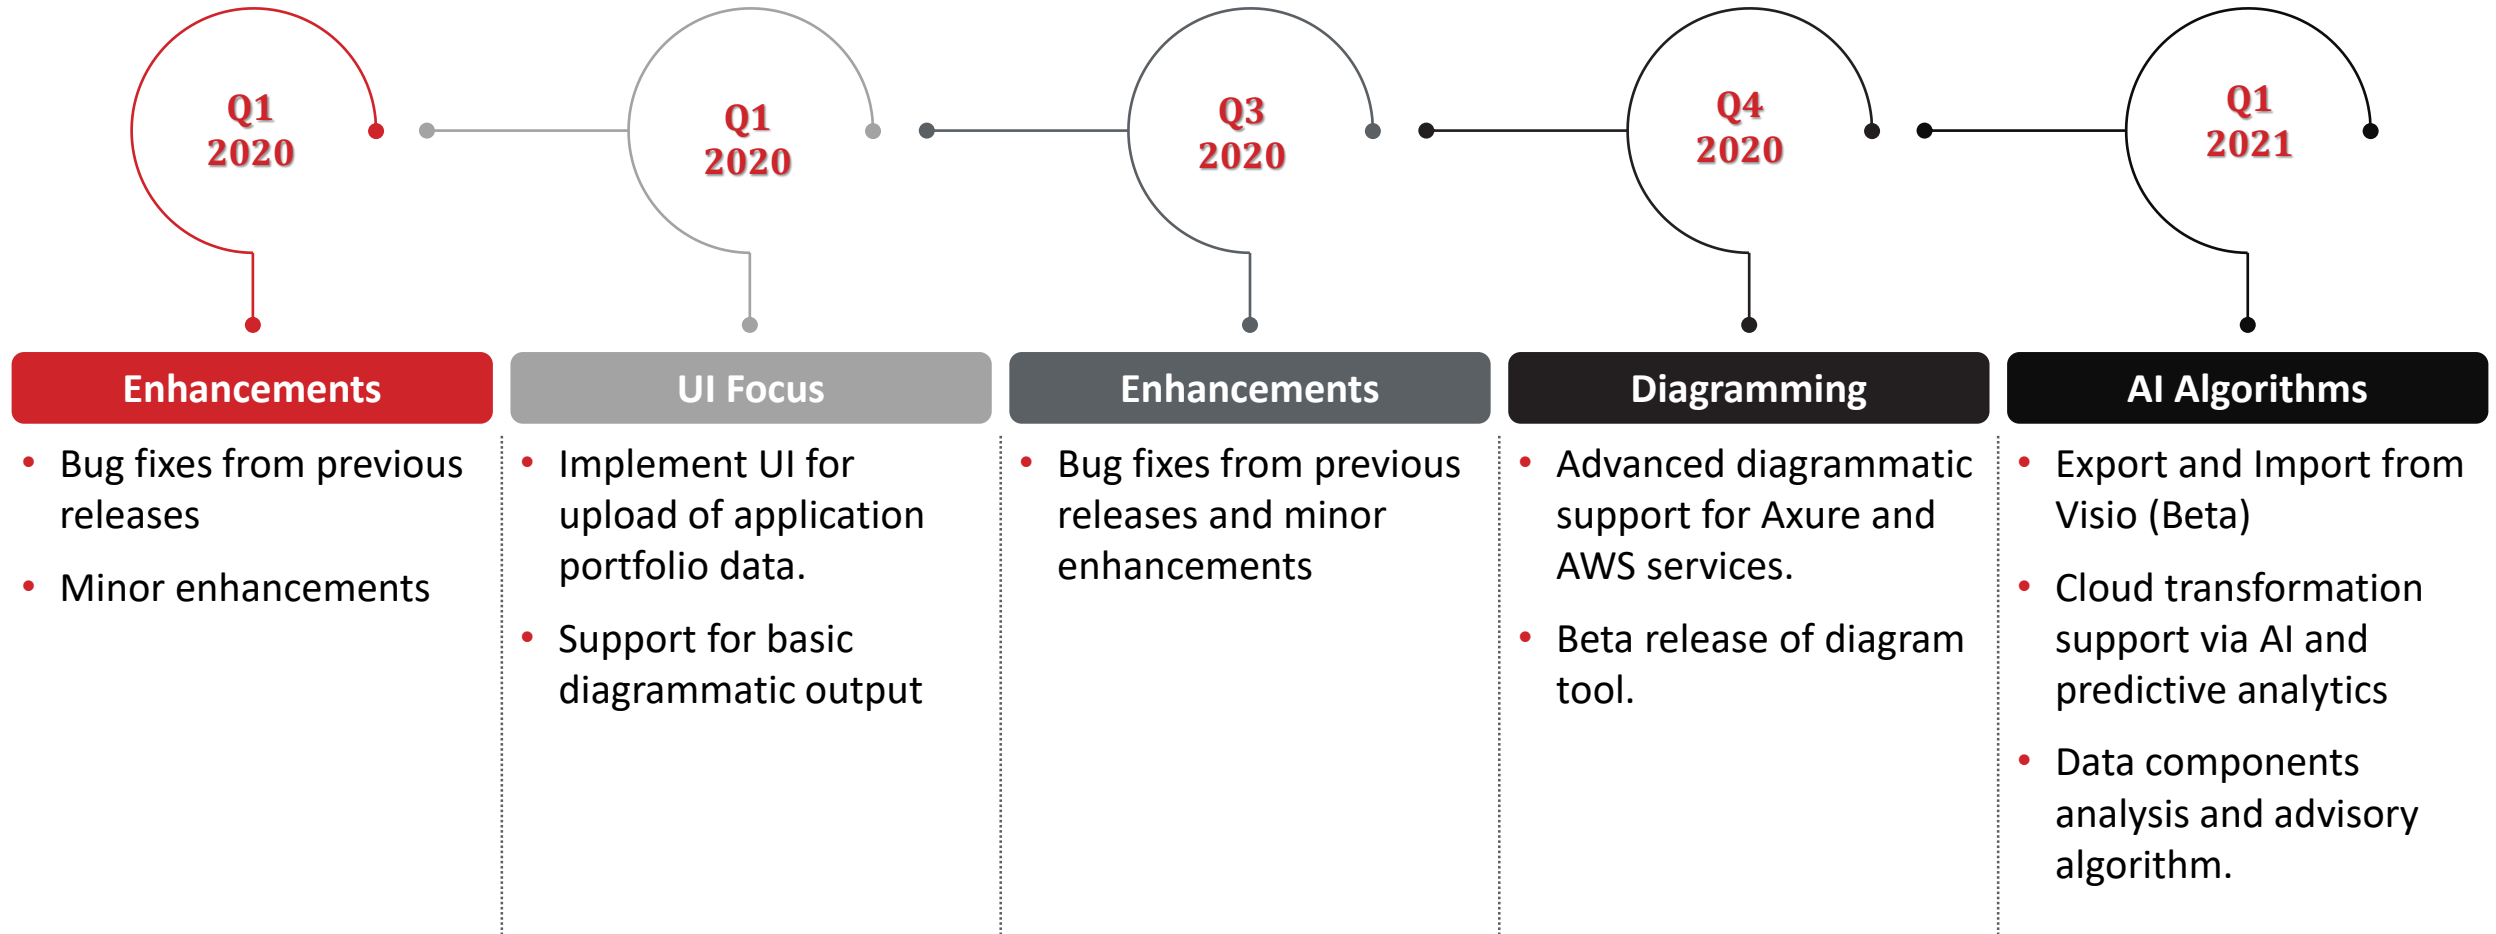 Q1
2020
Q1
2020
Q3
2020
Q4
2020
Q1
2021
Enhancements
• Bug fixes from previous
releases
• Minor enhancements
UI Focus
• Implement UI for
upload of application
portfolio data.
• Support for basic
diagrammatic output
Enhancements
• Bug fixes from previous
releases and minor
enhancements
Diagramming
• Advanced diagrammatic
support for Axure and
AWS services.
• Beta release of diagram
tool.
AI Algorithms
• Export and Import from
Visio (Beta)
• Cloud transformation
support via AI and
predictive analytics
• Data components
analysis and advisory
algorithm.